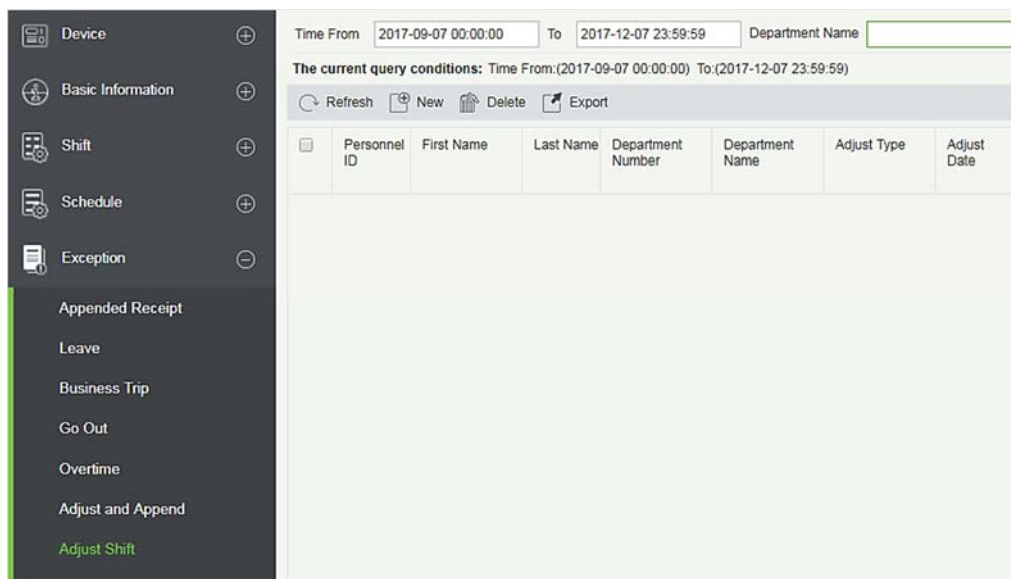 Device
Basic Information
Shift
Schedule
Exception
Appended Receipt
Leave
Business Trip
Go Out
Overtime
Adjust and Append
Adjust Shift
Time From 2017-09-07 00:00:00 To 2017-12-07 23:59:59 Department Name
The current query conditions: Time From:(2017-09-07 00:00:00) To:(2017-12-07 23:59:59)
Refresh New Delete Export
Personnel ID First Name Last Name Department Number Department Name Adjust Type Adjust Date